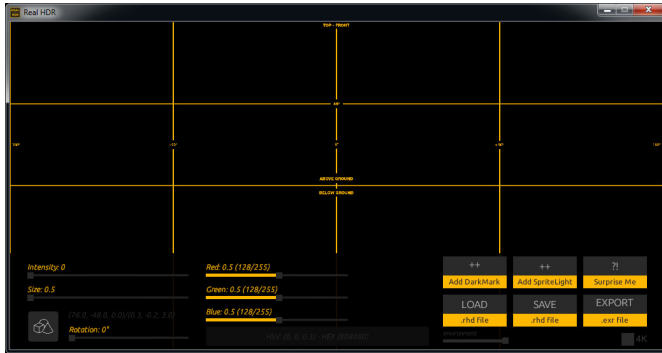 Real HDR
TOP - FRONT
45°
0°
ABOVE GROUND
BELOW GROUND
Intensity: 0
Size: 0.5
Rotation: 0°
Red: 0.5 (128/255)
Green: 0.5 (128/255)
Blue: 0.5 (128/255)
++
Add DarkMark
++
Add SpriteLight
?!
Surprise Me
LOAD
.rhd file
SAVE
.rhd file
EXPORT
.exr file
4K